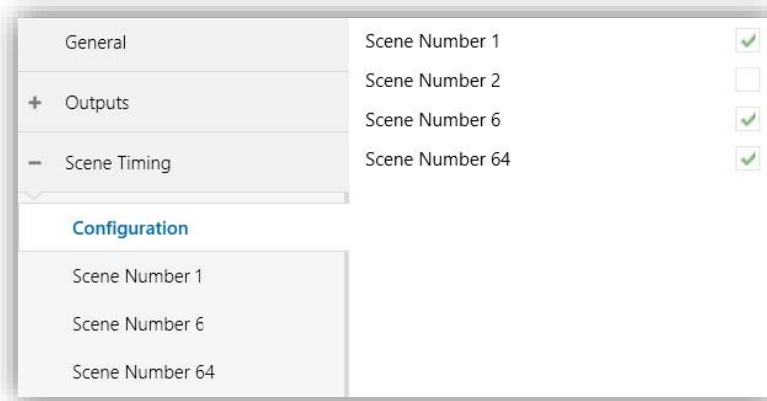 General
+ Outputs
− Scene Timing
Configuration
Scene Number 1
Scene Number 6
Scene Number 64
Scene Number 1
Scene Number 2
Scene Number 6
Scene Number 64